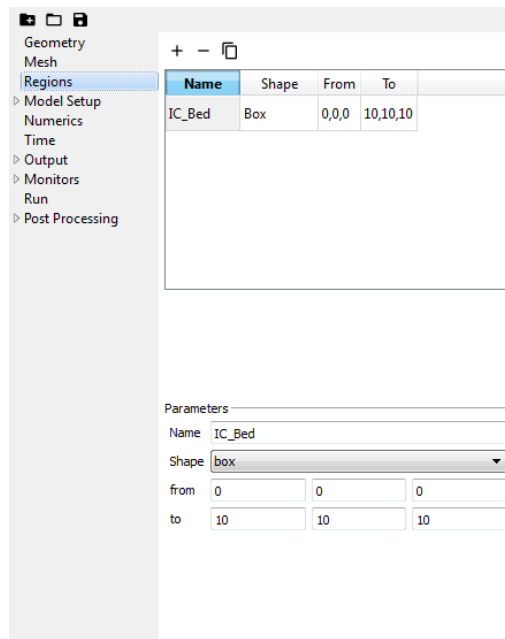 Geometry
Mesh
Regions
Model Setup
Numerics
Time
Output
Monitors
Run
Post Processing
Name Shape From To
IC_Bed Box 0,0,0 10,10,10
Parameters
Name IC_Bed
Shape box
from 0 0 0
to 10 10 10